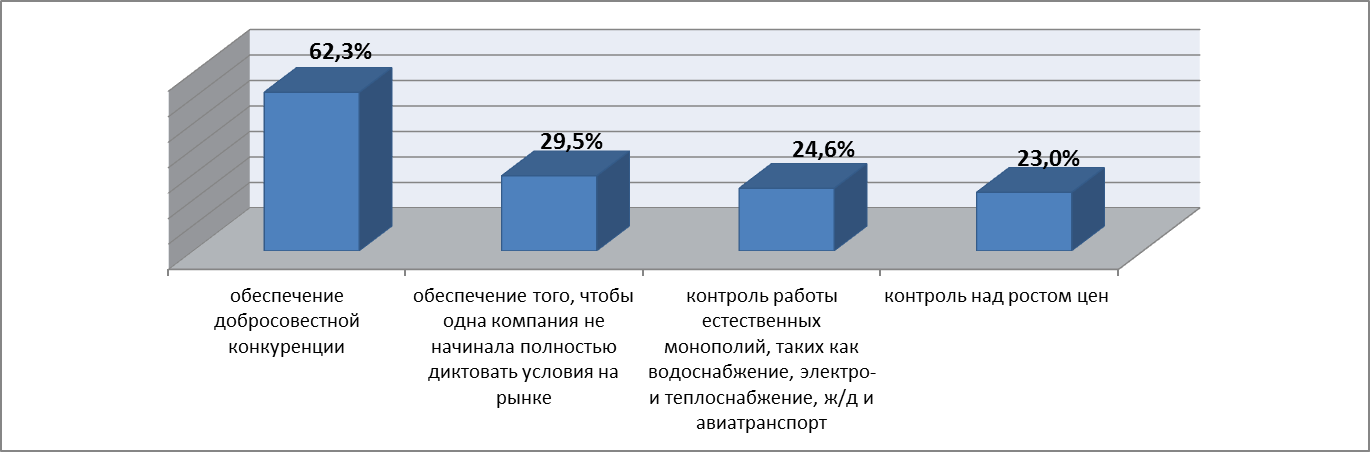 62,3%
29,5%
24,6%
23,0%
обеспечение
добросовестной
конкуренции
обеспечение того, чтобы
одна компания не
начинала полностью
диктовать условия на
рынке
контроль работы
естественных
монополий, таких как
водоснабжение, электро-
и теплоснабжение, ж/д и
авиатранспорт
контроль над ростом цен